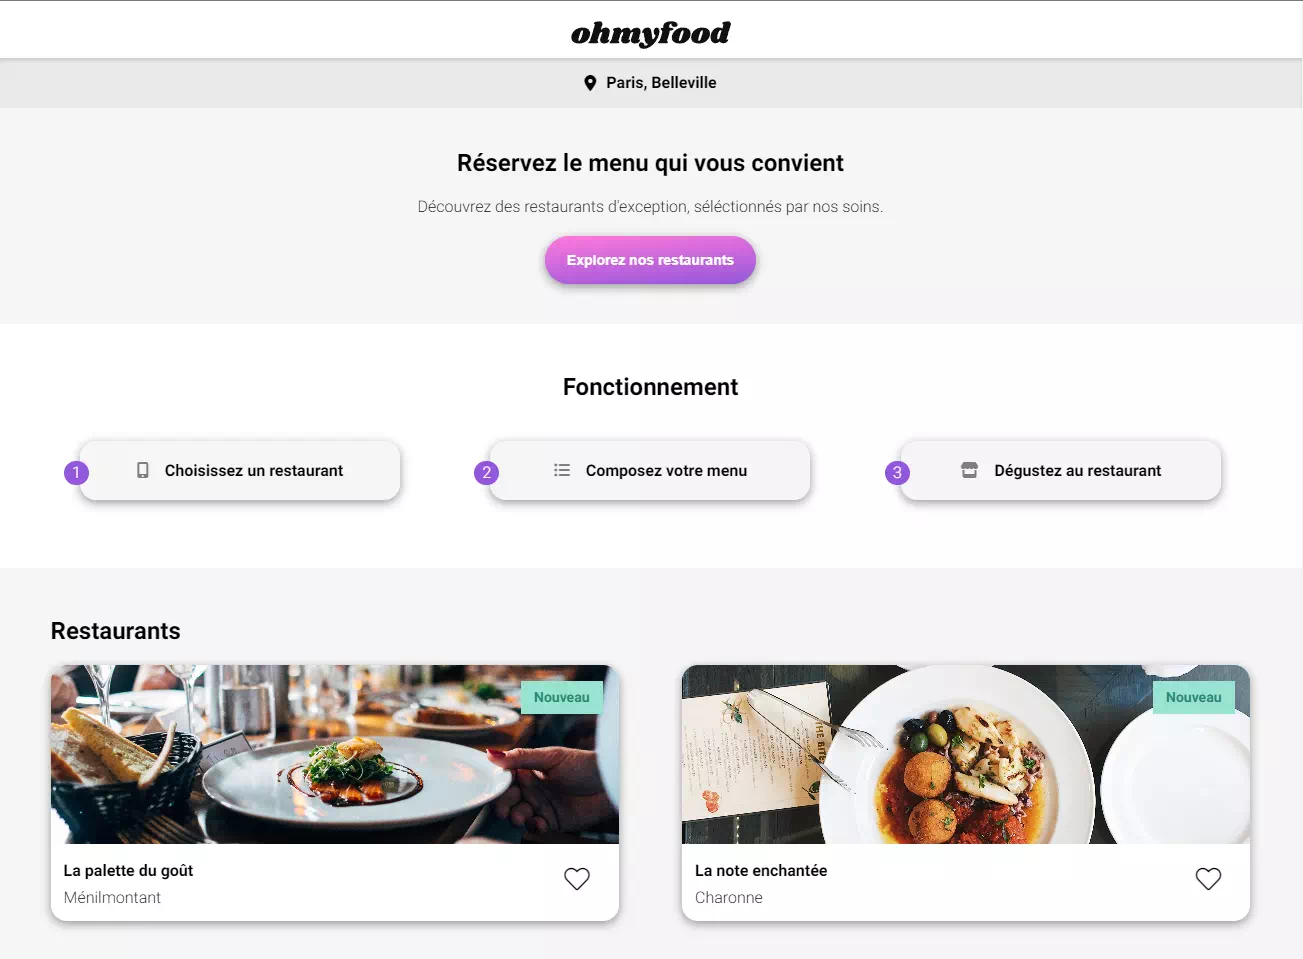 ohmyfood
Paris, Belleville
Réservez le menu qui vous convient
Découvrez des restaurants d'exception, séléctionnés par nos soins.
Explorez nos restaurants
Fonctionnement
1 Choisissez un restaurant
2 Composez votre menu
3 Dégustez au restaurant
Restaurants
Nouveau
Nouveau
La palette du goût
Ménilmontant
La note enchantée
Charonne